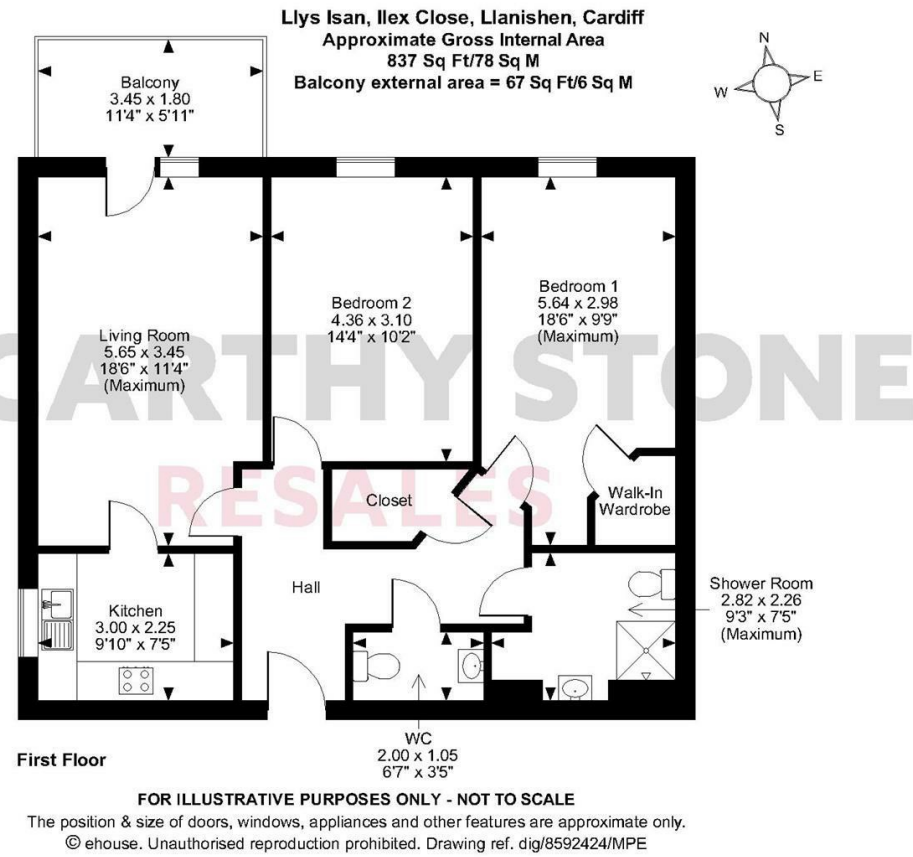 Llys Isan, Ilex Close, Llanishen, Cardiff
Approximate Gross Internal Area
837 Sq Ft/78 Sq M
Balcony external area = 67 Sq Ft/6 Sq M
N
E
W
S
Balcony
3.45 x 1.80
11'4" x 5'11"
Bedroom 1
5.64 x 2.98
18'6" x 9'9"
(Maximum)
Bedroom 2
4.36 x 3.10
14'4" x 10'2"
Living Room
5.65 x 3.45
18'6" x 11'4"
(Maximum)
CARTHY STONE
RESALES
Closet
Walk-In
Wardrobe
Hall
Kitchen
3.00 x 2.25
9'10" x 7'5"
Shower Room
2.82 x 2.26
9'3" x 7'5"
(Maximum)
WC
2.00 x 1.05
6'7" x 3'5"
First Floor
FOR ILLUSTRATIVE PURPOSES ONLY - NOT TO SCALE
The position & size of doors, windows, appliances and other features are approximate only.
© ehouse. Unauthorised reproduction prohibited. Drawing ref. dig/8592424/MPE